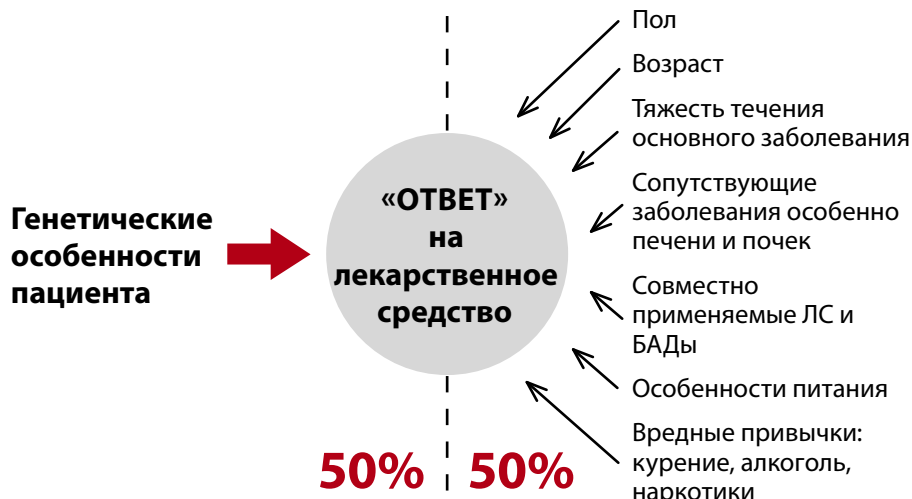 Генетические
особенности
пациента
«ОТВЕТ»
на
лекарственное
средство
50%
50%
Пол
Возраст
Тяжесть течения
основного заболевания
Сопутствующие
заболевания особенно
печени и почек
Совместно
применяемые ЛС и
БАДы
Особенности питания
Вредные привычки:
курение, алкоголь,
наркотики